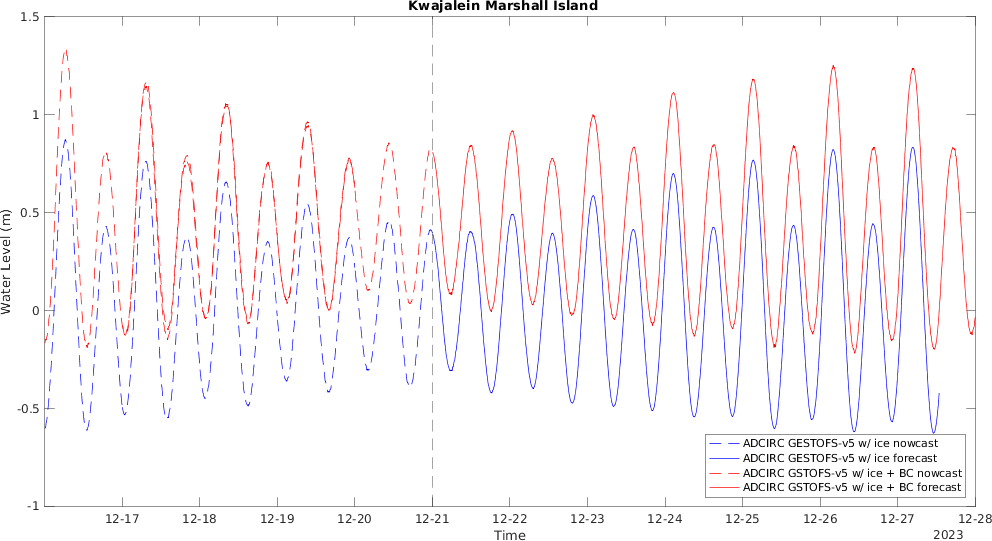 Kwajalein Marshall Island
1.5
1
0.5
0
-0.5
-1
Water Level (m)
ADCIRC GESTOFS-v5 w/ ice nowcast
ADCIRC GESTOFS-v5 w/ ice forecast
ADCIRC GSTOFS-v5 w/ ice + BC nowcast
ADCIRC GSTOFS-v5 w/ ice + BC forecast
12-17 12-18 12-19 12-20 12-21 12-22 12-23 12-24 12-25 12-26 12-27 12-28
Time
2023